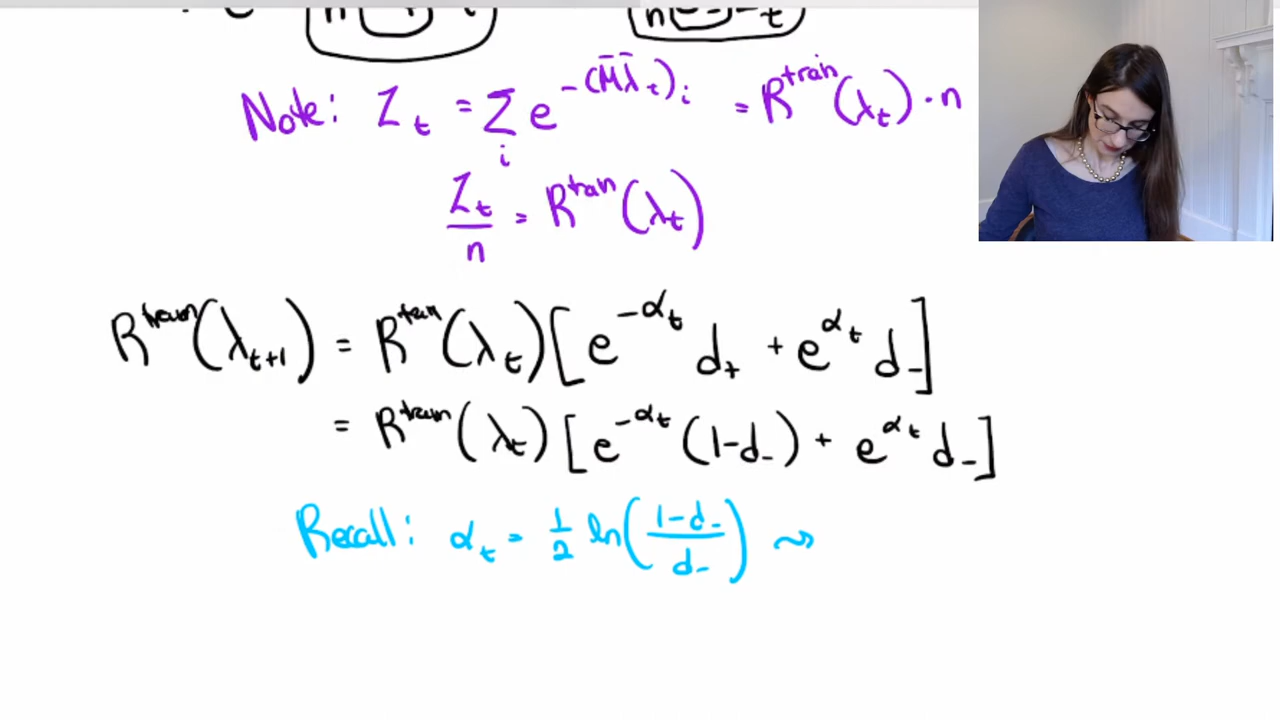 Note: Z_t = Σ_i e^{-(M̄λ̄_t)_i} = R^{train}(λ_t) · n
Z_t / n = R^{train}(λ_t)
R^{train}(λ_{t+1}) = R^{train}(λ_t) [e^{-α_t} d_+ + e^{α_t} d_-]
= R^{train}(λ_t) [e^{-α_t} (1-d_-) + e^{α_t} d_-]
Recall: α_t = 1/2 ln((1-d_-)/d_-) ⇝